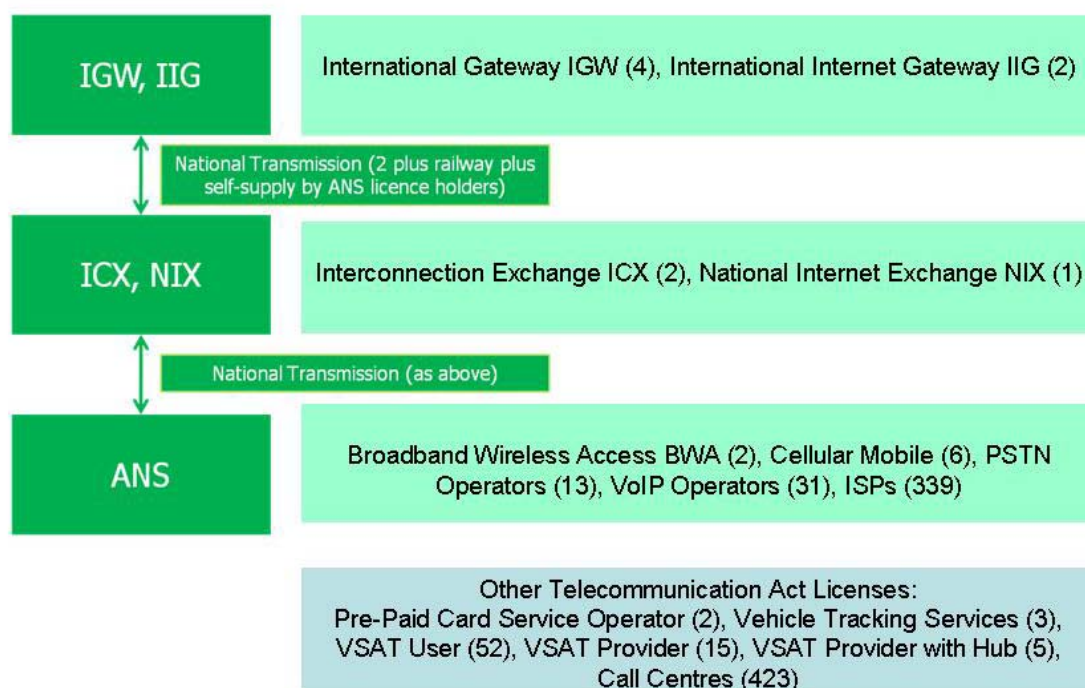 IGW, IIG
International Gateway IGW (4), International Internet Gateway IIG (2)
National Transmission (2 plus railway plus
self-supply by ANS licence holders)
ICX, NIX
Interconnection Exchange ICX (2), National Internet Exchange NIX (1)
National Transmission (as above)
ANS
Broadband Wireless Access BWA (2), Cellular Mobile (6), PSTN
Operators (13), VoIP Operators (31), ISPs (339)
Other Telecommunication Act Licenses:
Pre-Paid Card Service Operator (2), Vehicle Tracking Services (3),
VSAT User (52), VSAT Provider (15), VSAT Provider with Hub (5),
Call Centres (423)